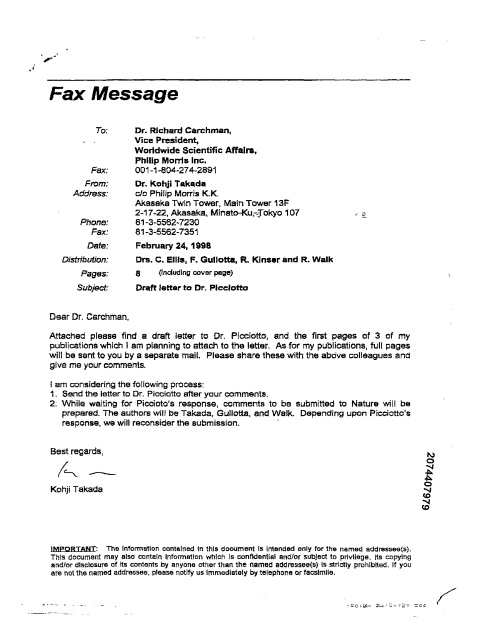 Fax Message
To: Dr. Richard Carchman,
Vice President,
Worldwide Scientific Affairs,
Philip Morris Inc.
Fax: 001-1-804-274-2891
From: Dr. Kohji Takada
Address: c/o Philip Morris K.K.
Akasaka Twin Tower, Main Tower 13F
2-17-22, Akasaka, Minato-Ku, Tokyo 107
Phone: 81-3-5562-7230
Fax: 81-3-5562-7351
Date: February 24, 1998
Distribution: Drs. C. Ellis, F. Gullotta, R. Kinser and R. Walk
Pages: 8 (including cover page)
Subject: Draft letter to Dr. Picciotto
Dear Dr. Carchman,
Attached please find a draft letter to Dr. Picciotto, and the first pages of 3 of my
publications which I am planning to attach to the letter. As for my publications, full pages
will be sent to you by a separate mail. Please share these with the above colleagues and
give me your comments.
I am considering the following process:
1. Send the letter to Dr. Picciotto after your comments.
2. While waiting for Piccioto's response, comments to be submitted to Nature will be
prepared. The authors will be Takada, Gullotta, and Walk. Depending upon Picciotto's
response, we will reconsider the submission.
Best regards,
Kohji Takada
2074407979
IMPORTANT: The information contained in this document is intended only for the named addressee(s).
This document may also contain information which is confidential and/or subject to privilege. Its copying
and/or disclosure of its contents by anyone other than the named addressee(s) is strictly prohibited. If you
are not the named addressee, please notify us immediately by telephone or facsimile.